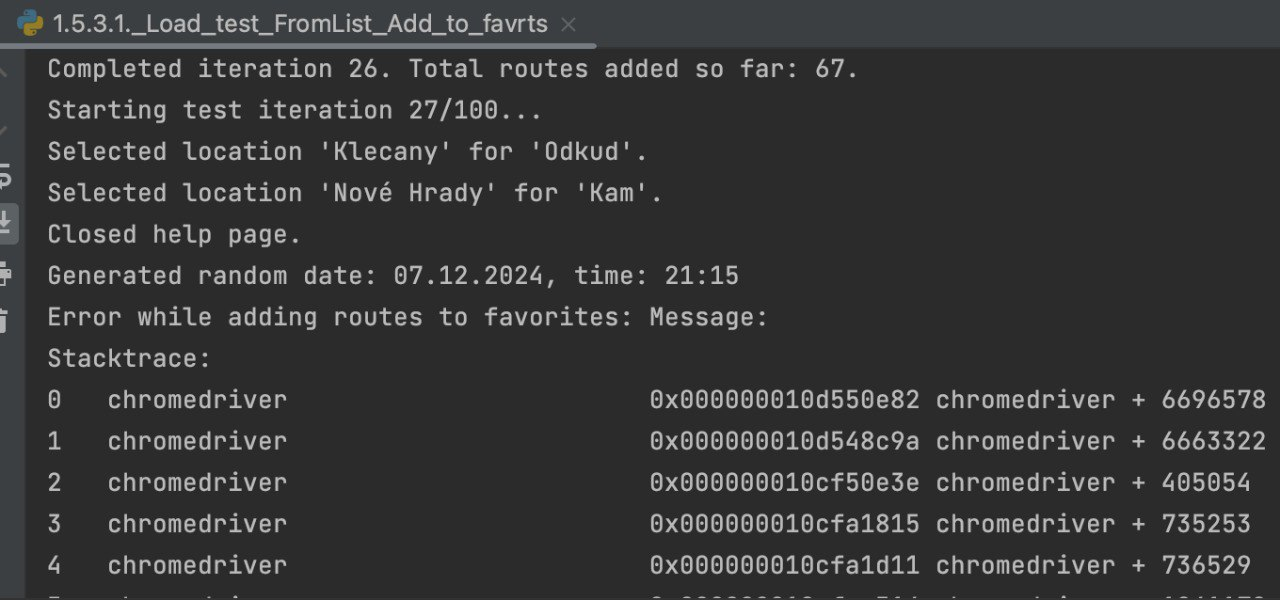 1.5.3.1._Load_test_FromList_Add_to_favrts
Completed iteration 26. Total routes added so far: 67.
Starting test iteration 27/100...
Selected location 'Klecany' for 'Odkud'.
Selected location 'Nové Hrady' for 'Kam'.
Closed help page.
Generated random date: 07.12.2024, time: 21:15
Error while adding routes to favorites: Message:
Stacktrace:
0 chromedriver 0x000000010d550e82 chromedriver + 6696578
1 chromedriver 0x000000010d548c9a chromedriver + 6663322
2 chromedriver 0x000000010cf50e3e chromedriver + 405054
3 chromedriver 0x000000010cfa1815 chromedriver + 735253
4 chromedriver 0x000000010cfa1d11 chromedriver + 736529